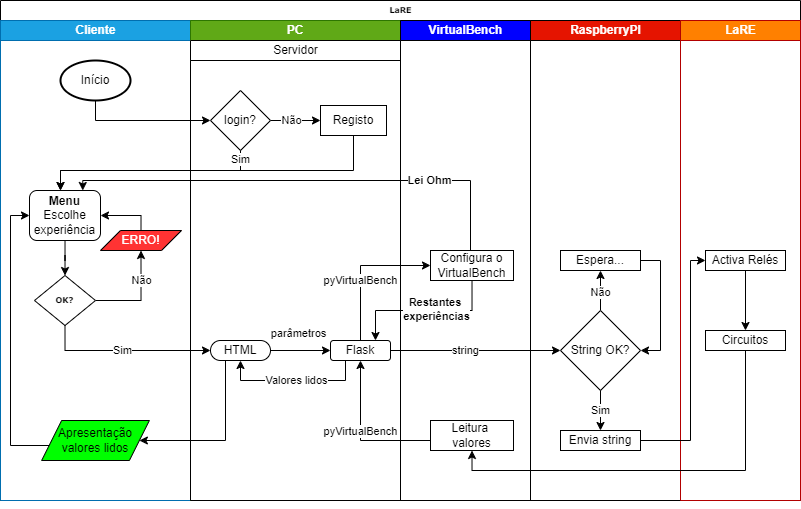 LaRE
Cliente
PC
VirtualBench
RaspberryPI
LaRE
Servidor
Início
login?
Não
Registo
Sim
Lei Ohm
Menu
Escolhe
experiência
ERRO!
Não
OK?
Sim
Configura o
VirtualBench
pyVirtualBench
Restantes
experiências
Espera...
Não
Activa Relés
Circuitos
parâmetros
HTML
Flask
string
String OK?
Valores lidos
Sim
Apresentação
valores lidos
pyVirtualBench
Leitura
valores
Envia string